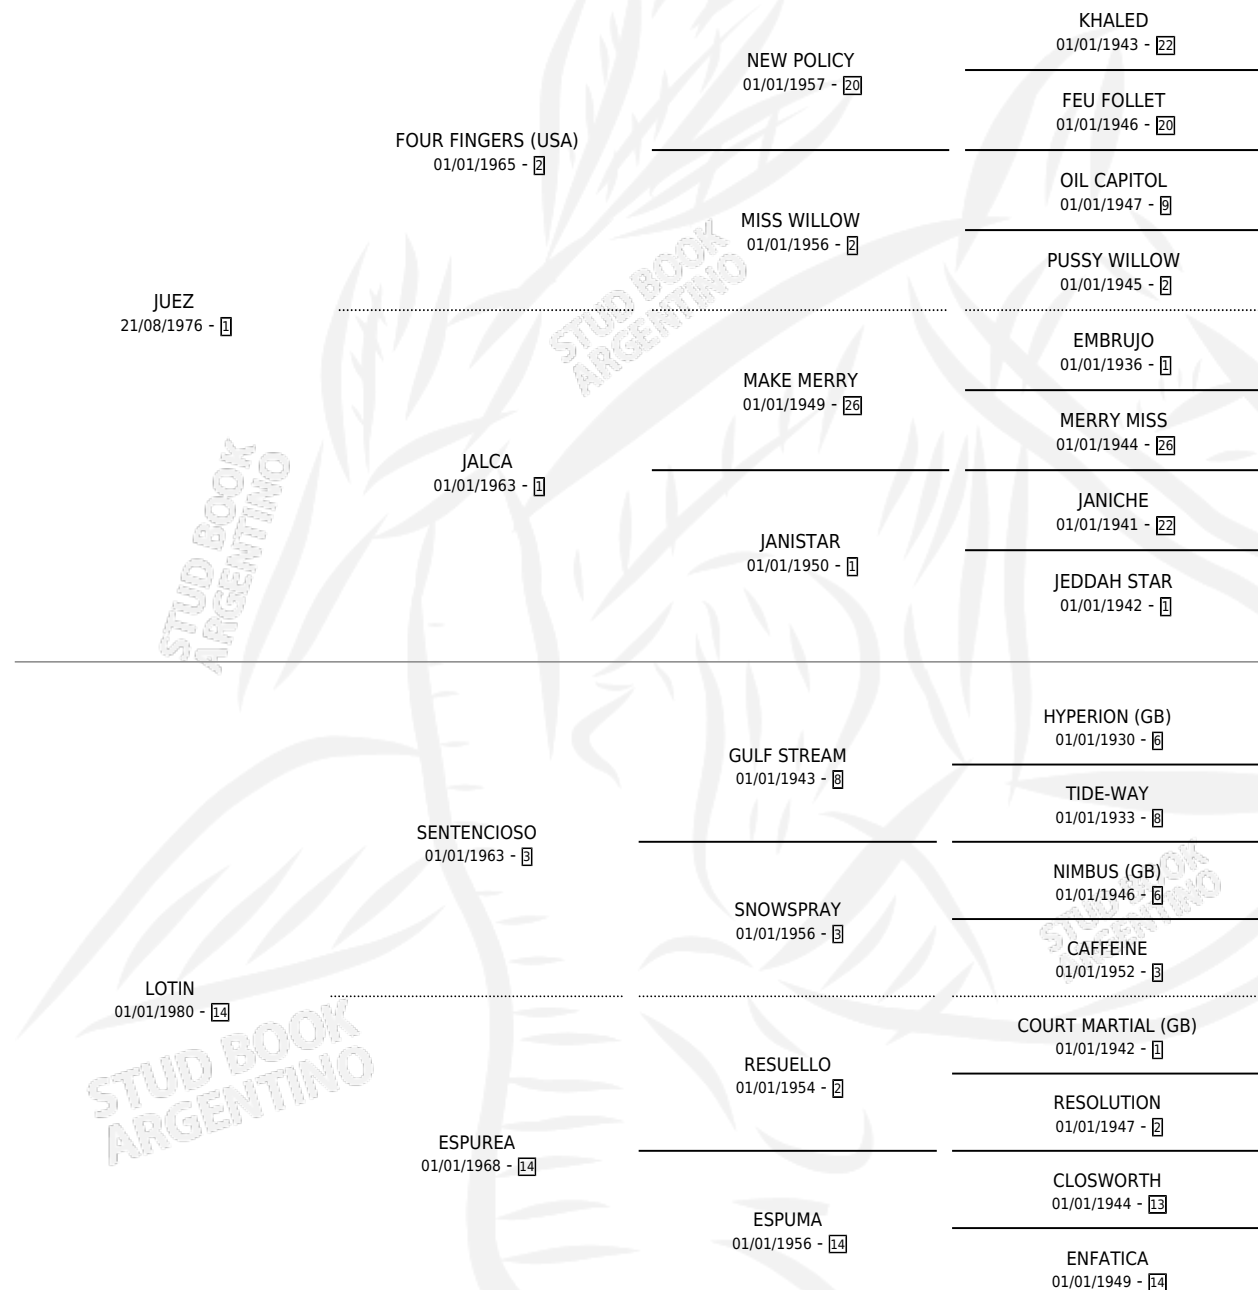 KHALED
01/01/1943 - 22
NEW POLICY
01/01/1957 - 20
FEU FOLLET
01/01/1946 - 20
FOUR FINGERS (USA)
01/01/1965 - 2
OIL CAPITOL
01/01/1947 - 9
MISS WILLOW
01/01/1956 - 2
PUSSY WILLOW
01/01/1945 - 2
JUEZ
21/08/1976 - 1
EMBRUJO
01/01/1936 - 1
MAKE MERRY
01/01/1949 - 26
MERRY MISS
01/01/1944 - 26
JALCA
01/01/1963 - 1
JANICHE
01/01/1941 - 22
JANISTAR
01/01/1950 - 1
JEDDAH STAR
01/01/1942 - 1
HYPERION (GB)
01/01/1930 - 6
GULF STREAM
01/01/1943 - 8
TIDE-WAY
01/01/1933 - 8
SENTENCIOSO
01/01/1963 - 3
NIMBUS (GB)
01/01/1946 - 6
SNOWSPRAY
01/01/1956 - 3
CAFFEINE
01/01/1952 - 3
LOTIN
01/01/1980 - 14
COURT MARTIAL (GB)
01/01/1942 - 1
RESUELLO
01/01/1954 - 2
RESOLUTION
01/01/1947 - 2
ESPUREA
01/01/1968 - 14
CLOSWORTH
01/01/1944 - 13
ESPUMA
01/01/1956 - 14
ENFATICA
01/01/1949 - 14
STUD BOOK
ARGENTINO
STUD BOOK
ARGENTINO
STUD BOOK
ARGENTINO
STUD BOOK
ARGENTINO